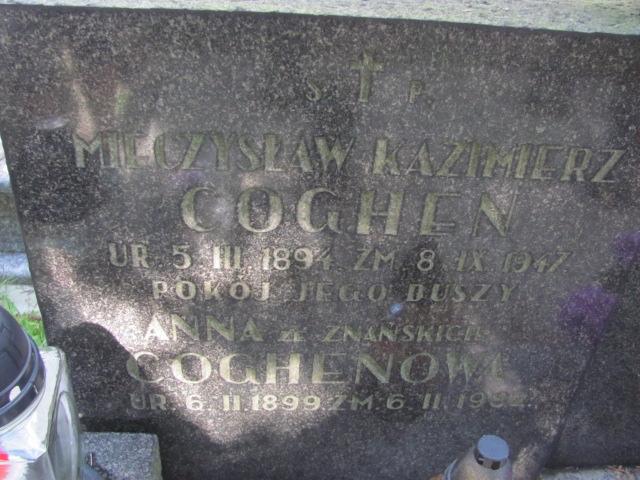 Ś P.
MIECZYSŁAW KAZIMIERZ
COGHEN
UR. 5. III. 1894. ZM. 8. IX. 1947
POKÓJ JEGO DUSZY
ANNA ZE ZNAŃSKICH
COGHENOWA
UR. 6. II. 1899. ZM. 6. II.